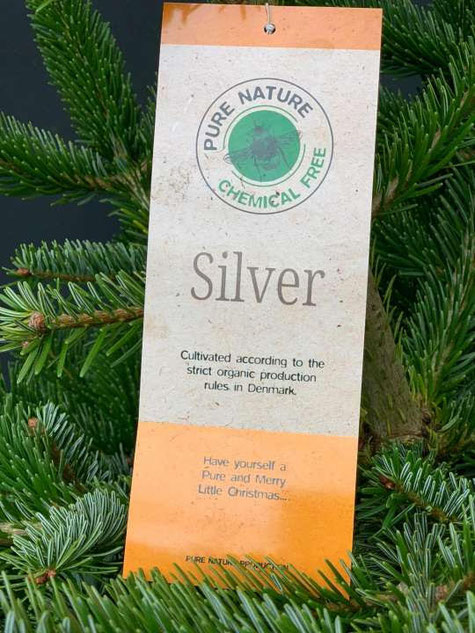 PURE NATURE
CHEMICAL FREE
Silver
Cultivated according to the
strict organic production
rules in Denmark.
Have yourself a
Pure and Merry
Little Christmas....
PURE NATURE PRODUCTION